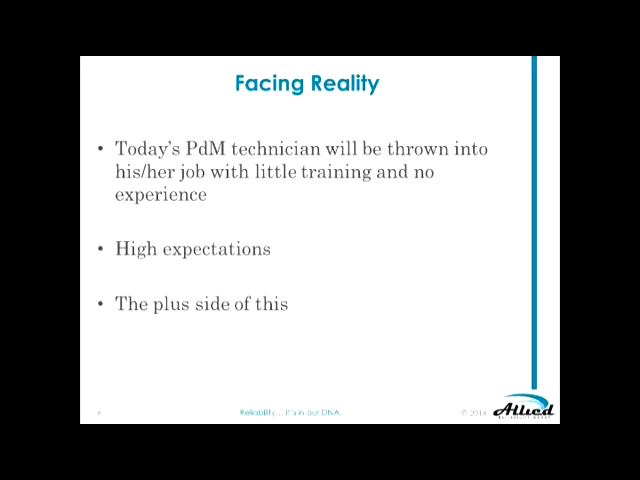 Facing Reality
• Today's PdM technician will be thrown into
his/her job with little training and no
experience
• High expectations
• The plus side of this
Reliability... it's in our DNA.
© 2014
Allied